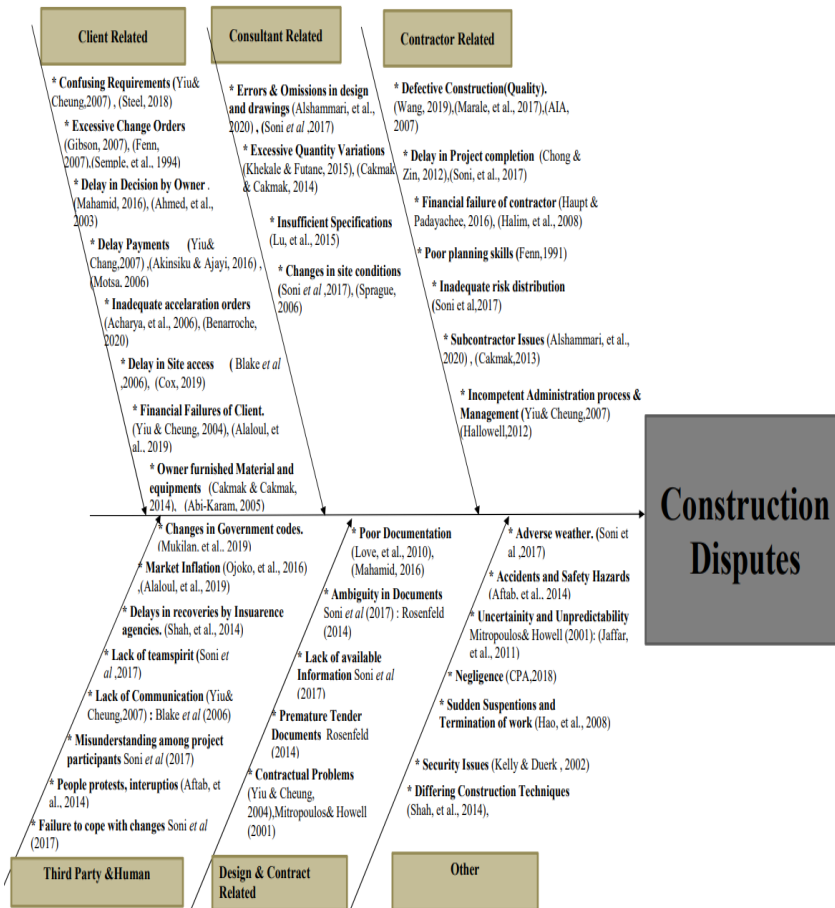 Client Related
* Confusing Requirements (Yiu&
Cheung,2007) , (Steel, 2018)
* Excessive Change Orders
(Gibson, 2007), (Fenn,
2007),(Semple, et al., 1994)
* Delay in Decision by Owner .
(Mahamid, 2016), (Ahmed, et al.,
2003)
* Delay Payments (Yiu&
Chang,2007) ,(Akinsiku & Ajayi, 2016) ,
(Motsa. 2006)
* Inadequate accelaration orders
(Acharya, et al., 2006), (Benarroche,
2020)
* Delay in Site access ( Blake et al
,2006), (Cox, 2019)
* Financial Failures of Client.
(Yiu & Cheung, 2004), (Alaloul, et
al., 2019)
* Owner furnished Material and
equipments (Cakmak & Cakmak,
2014), (Abi-Karam, 2005)
Consultant Related
* Errors & Omissions in design
and drawings (Alshammari, et al.,
2020) , (Soni et al ,2017)
* Excessive Quantity Variations
(Khekale & Futane, 2015), (Cakmak
& Cakmak, 2014)
* Insufficient Specifications
(Lu, et al., 2015)
* Changes in site conditions
(Soni et al ,2017), (Sprague,
2006)
Contractor Related
* Defective Construction(Quality).
(Wang, 2019),(Marale, et al., 2017),(AIA,
2007)
* Delay in Project completion (Chong &
Zin, 2012),(Soni, et al., 2017)
* Financial failure of contractor (Haupt &
Padayachee, 2016), (Halim, et al., 2008)
* Poor planning skills (Fenn,1991)
* Inadequate risk distribution
(Soni et al,2017)
* Subcontractor Issues (Alshammari, et al.,
2020) , (Cakmak,2013)
* Incompetent Administration process &
Management (Yiu& Cheung,2007)
(Hallowell,2012)
Construction
Disputes
* Changes in Government codes.
(Mukilan. et al.. 2019)
* Market Inflation (Ojoko, et al., 2016)
,(Alaloul, et al., 2019)
* Delays in recoveries by Insuarence
agencies. (Shah, et al., 2014)
* Lack of teamspirit (Soni et
al ,2017)
* Lack of Communication (Yiu&
Cheung,2007) : Blake et al (2006)
* Misunderstanding among project
participants Soni et al (2017)
* People protests, interuptios (Aftab, et
al., 2014)
* Failure to cope with changes Soni et al
(2017)
Third Party &Human
* Poor Documentation
(Love, et al., 2010),
(Mahamid, 2016)
* Ambiguity in Documents
Soni et al (2017) : Rosenfeld
(2014)
* Lack of available
Information Soni et al
(2017)
* Premature Tender
Documents Rosenfeld
(2014)
* Contractual Problems
(Yiu & Cheung,
2004),Mitropoulos& Howell
(2001)
Design & Contract
Related
* Adverse weather. (Soni et
al ,2017)
* Accidents and Safety Hazards
(Aftab. et al.. 2014)
* Uncertainity and Unpredictability
Mitropoulos& Howell (2001): (Jaffar,
et al., 2011)
* Negligence (CPA,2018)
* Sudden Suspentions and
Termination of work (Hao, et al., 2008)
* Security Issues (Kelly & Duerk , 2002)
* Differing Construction Techniques
(Shah, et al., 2014),
Other